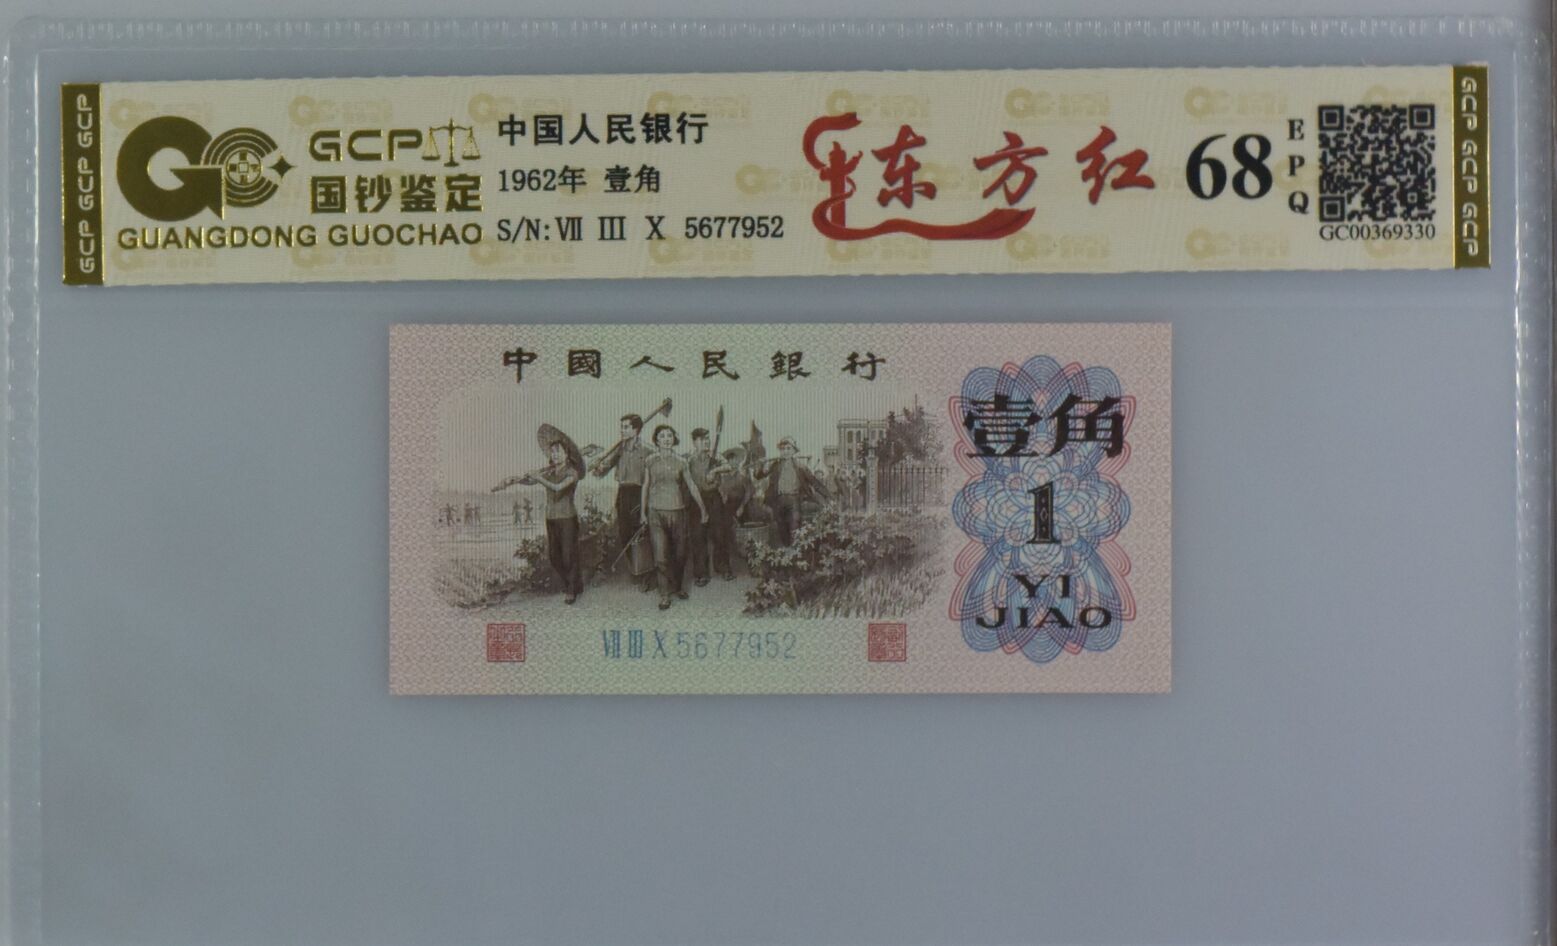 GCP GCP GCP
GCP
国钞鉴定
GUANGDONG GUOCHAO
中国人民银行
1962年 壹角
S/N: Ⅶ Ⅲ Ⅹ 5677952
东方红
68
EPQ
GC00369330
GCP GCP GCP
中國人民銀行
壹角
1
YI
JIAO
Ⅶ Ⅲ Ⅹ 5677952